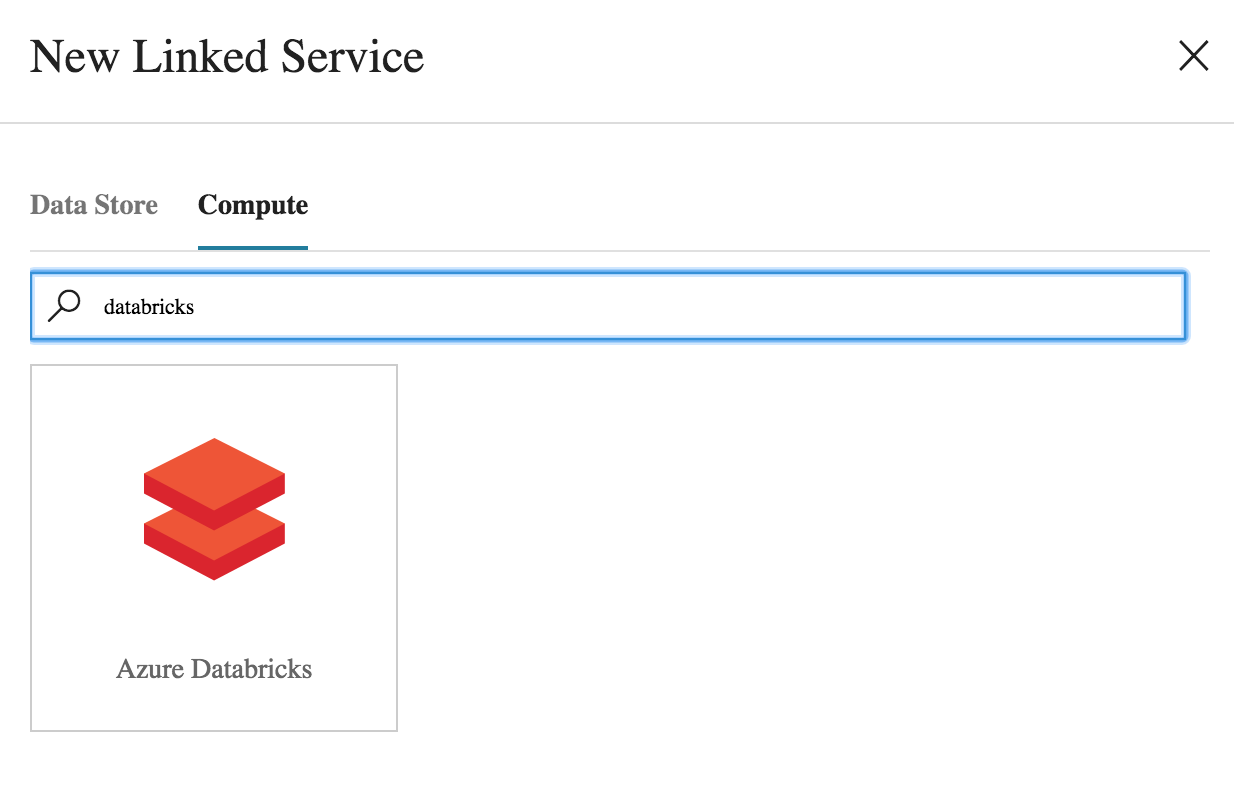 New Linked Service
Data Store Compute
databricks
Azure Databricks